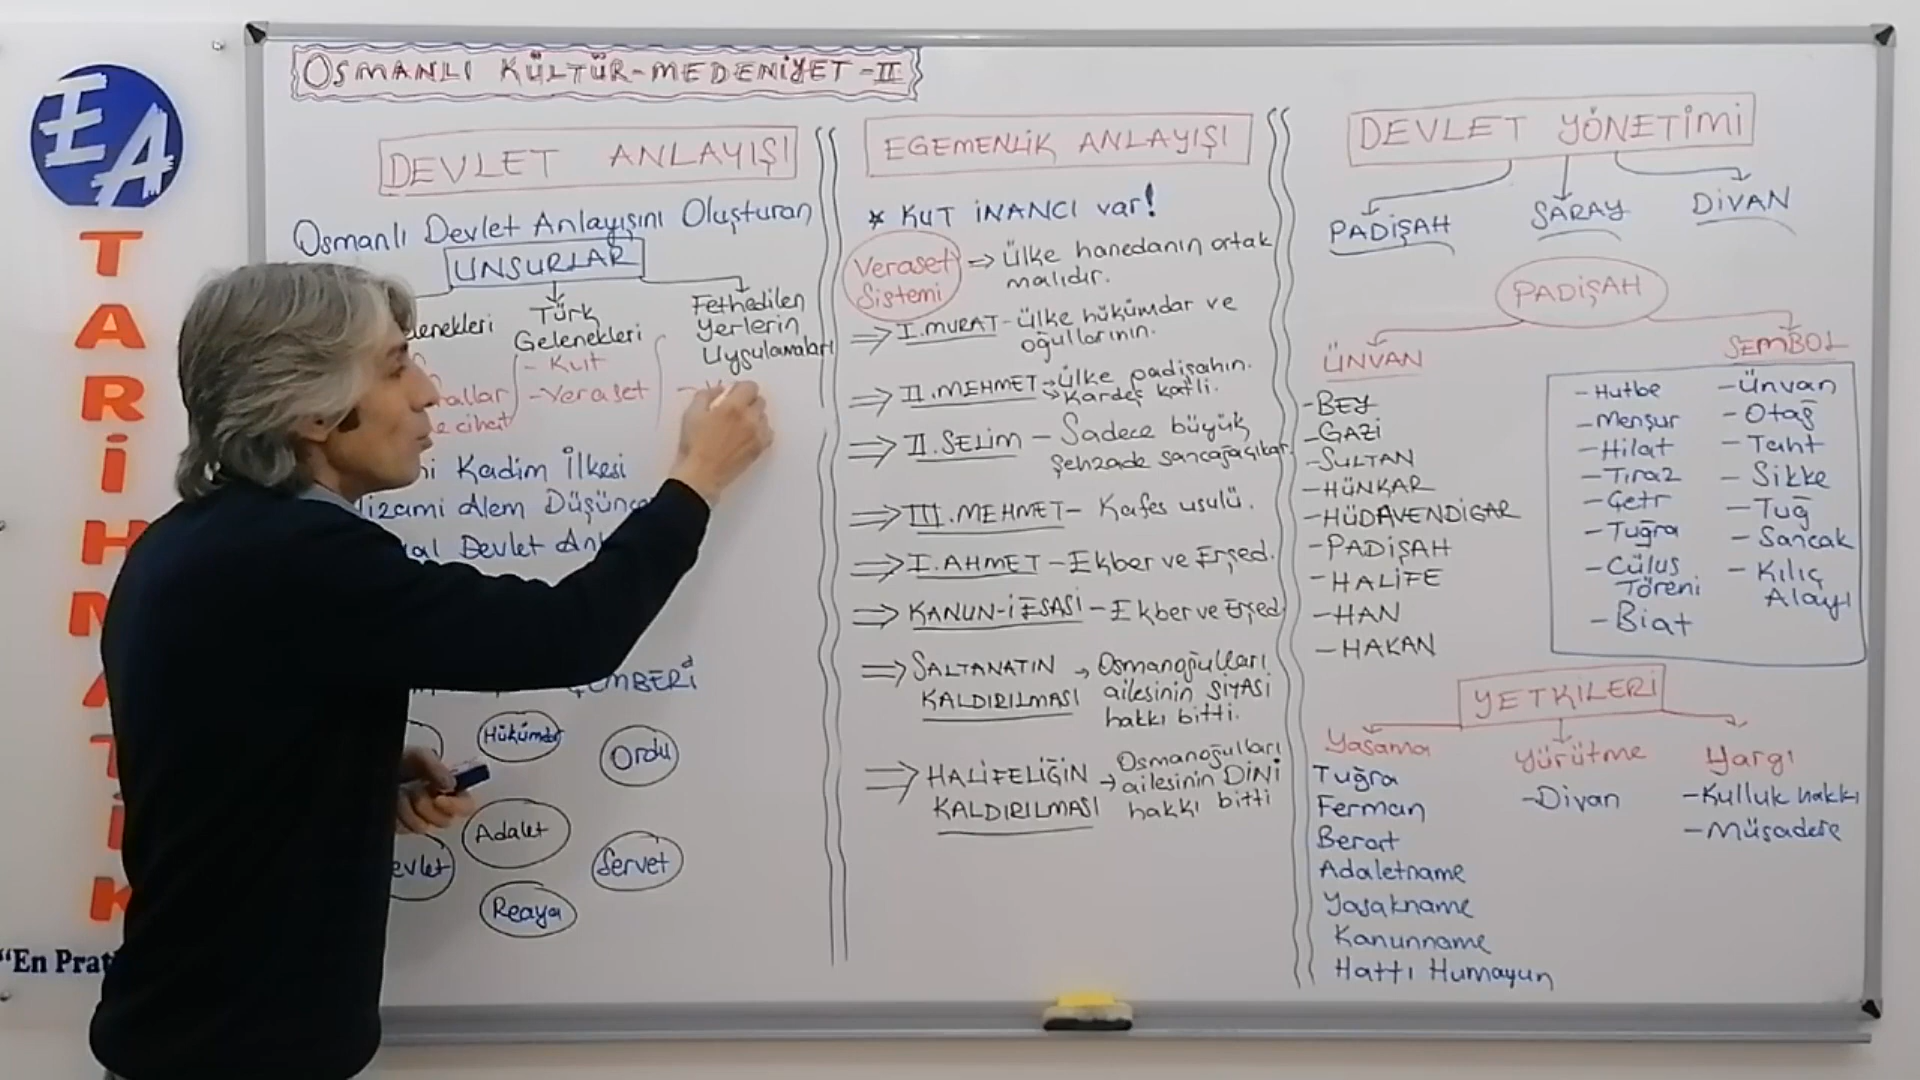 EA
TARİHMATİK
"En Prat
OSMANLI KÜLTÜR-MEDENİYET-II
DEVLET ANLAYIŞI
Osmanlı Devlet Anlayışını Oluşturan
UNSURLAR
lenekleri
Türk
Gelenekleri
Fethedilen
Yerlerin
Uygulamaları
rallar
e cihat
- Kut
- Veraset
Kadim İlkesi
izami Alem
Devlet
ÇEMBERİ
Hükümdar
Ordu
Adalet
evlet
Servet
Reaya
EGEMENLİK ANLAYIŞI
* KUT İNANCI var!
Veraset
Sistemi
=> Ülke hanedanın ortak
malıdır.
=> I.MURAT - Ülke hükümdar ve
oğullarının.
=> II.MEHMET -> Ülke padişahın.
-> Kardeş katli.
=> II.SELİM - Sadece büyük
şehzade sancağa çıkar.
=> III.MEHMET - Kafes usulü.
=> I.AHMET - Ekber ve Erşed.
=> KANUN-İ ESASİ - Ekber ve Erşed
=> SALTANATIN
KALDIRILMASI
-> Osmanoğulları
ailesinin SİYASİ
hakkı bitti.
=> HALİFELİĞİN
KALDIRILMASI
Osmanoğulları
-> ailesinin DİNİ
hakkı bitti
DEVLET YÖNETİMİ
PADİŞAH
SARAY
DİVAN
PADİŞAH
ÜNVAN
- BEY
- GAZİ
- SULTAN
- HÜNKAR
- HÜDAVENDİGAR
- PADİŞAH
- HALİFE
- HAN
- HAKAN
SEMBOL
- Hutbe
- Menşur
- Hilat
- Tıraz
- Çetr
- Tuğra
- Cülus
Töreni
- Biat
- Ünvan
- Otağ
- Taht
- Sikke
- Tuğ
- Sancak
- Kılıç
Alayı
YETKİLERİ
Yasama
Tuğra
Ferman
Berat
Adaletname
Yasakname
Kanunname
Hattı Humayun
Yürütme
- Divan
Yargı
- Kulluk hakkı
- Müsadere